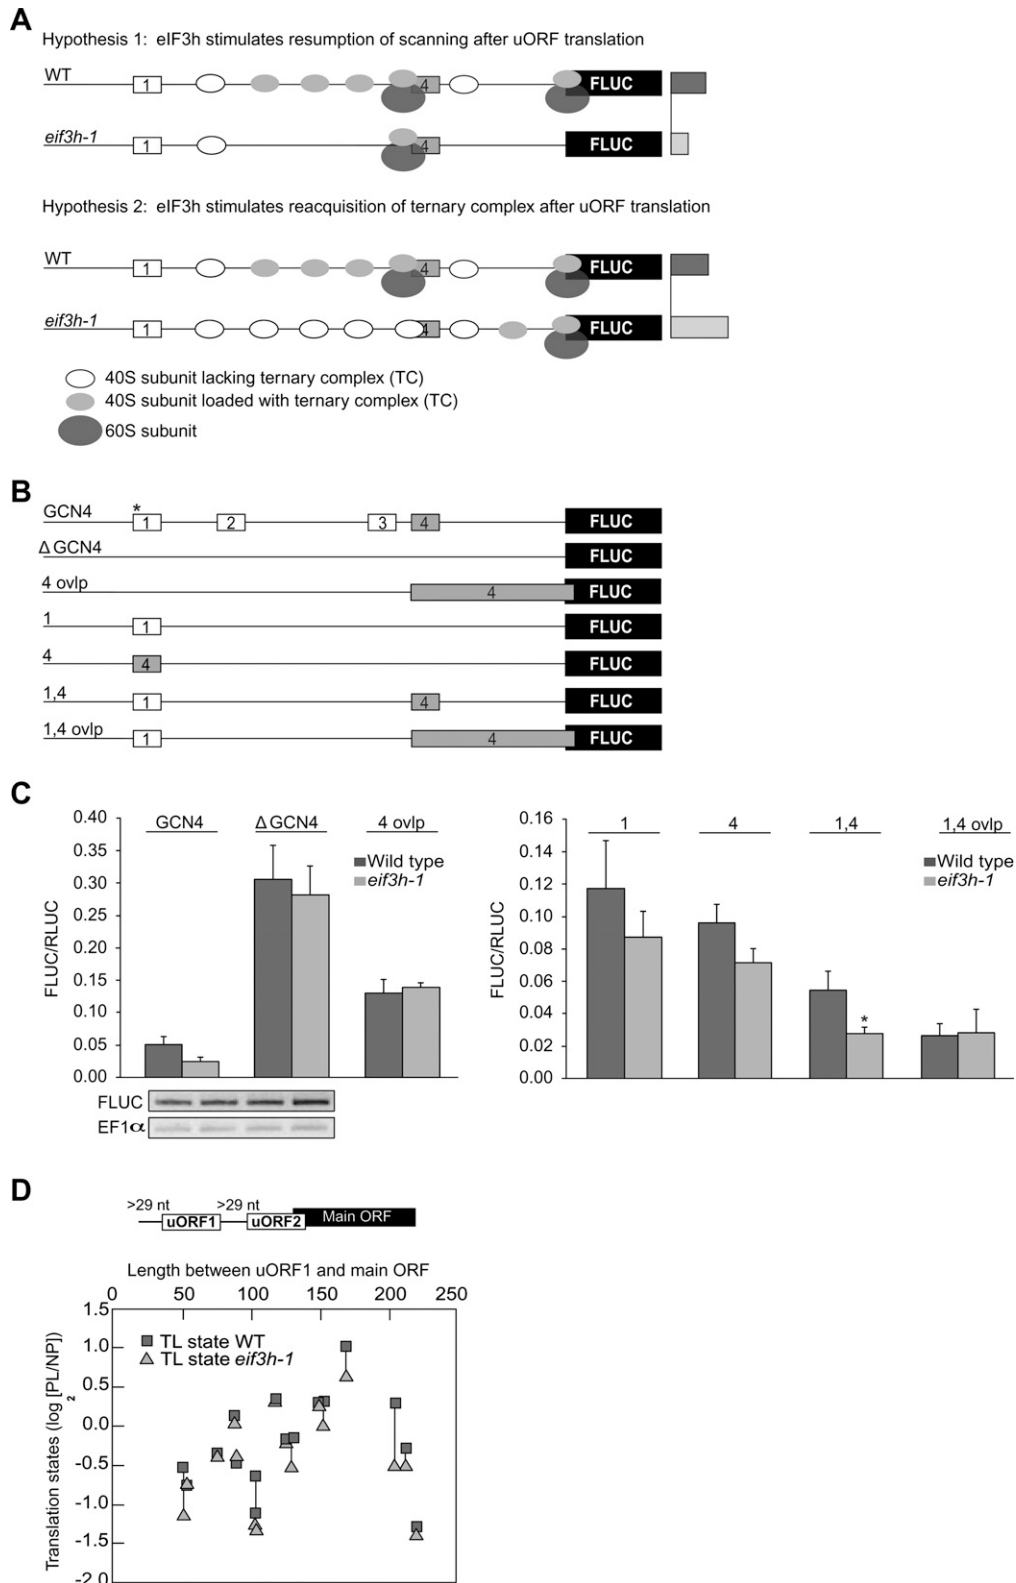 A
Hypothesis 1: eIF3h stimulates resumption of scanning after uORF translation
WT
1
4
FLUC
eif3h-1
1
4
FLUC
Hypothesis 2: eIF3h stimulates reacquisition of ternary complex after uORF translation
WT
1
4
FLUC
eif3h-1
1
4
FLUC
40S subunit lacking ternary complex (TC)
40S subunit loaded with ternary complex (TC)
60S subunit
B
*
GCN4 1 2 3 4 FLUC
Δ GCN4 FLUC
4 ovlp 4 FLUC
1 1 FLUC
4 4 FLUC
1,4 1 4 FLUC
1,4 ovlp 1 4 FLUC
C
GCN4 Δ GCN4 4 ovlp
Wild type
eif3h-1
FLUC/RLUC
0.40
0.35
0.30
0.25
0.20
0.15
0.10
0.05
0.00
FLUC
EF1α
1 4 1,4 1,4 ovlp
Wild type
eif3h-1
FLUC/RLUC
0.16
0.14
0.12
0.10
0.08
0.06
0.04
0.02
0.00
*
D
>29 nt >29 nt
uORF1 uORF2 Main ORF
Length between uORF1 and main ORF
0 50 100 150 200 250
TL state WT
TL state eif3h-1
Translation states (log2 [PL/NP])
1.5
1.0
0.5
0.0
-0.5
-1.0
-1.5
-2.0